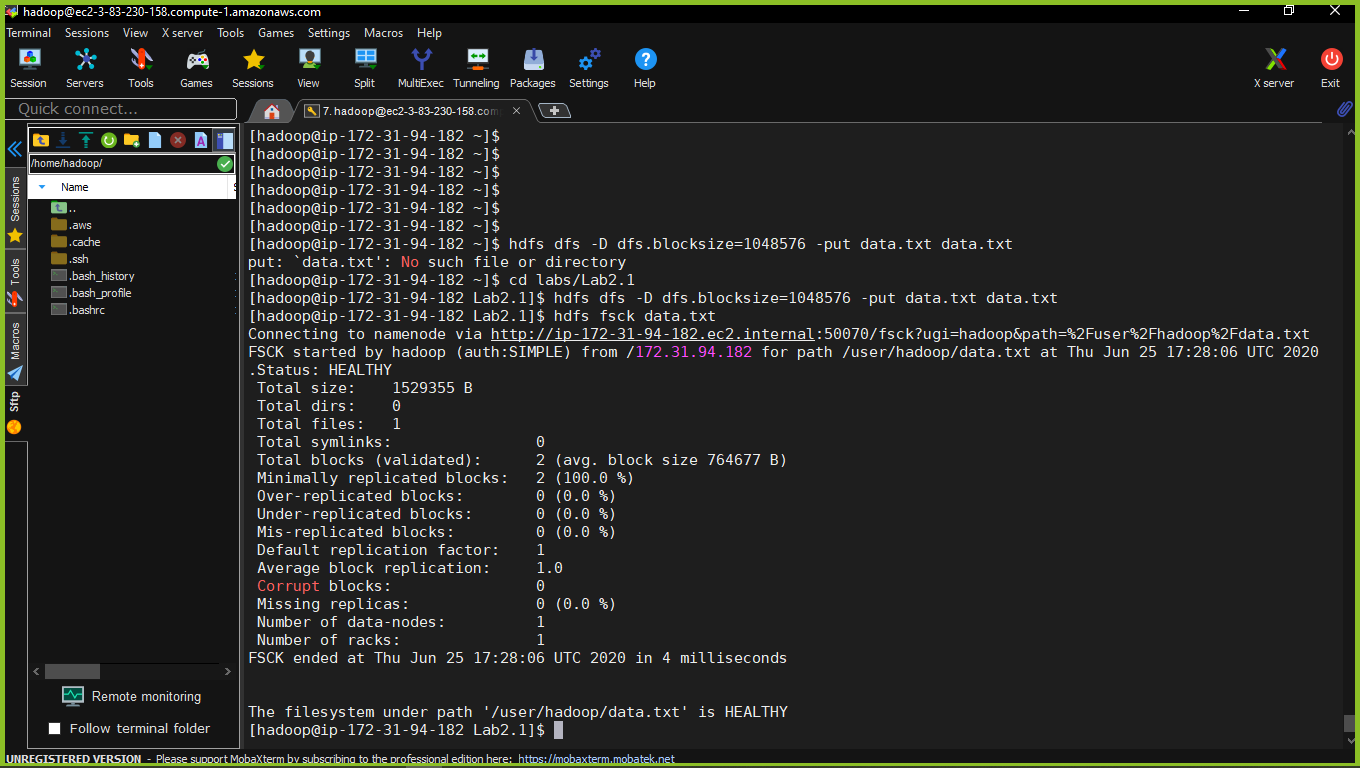 hadoop@ec2-3-83-230-158.compute-1.amazonaws.com
Terminal Sessions View X server Tools Games Settings Macros Help
Session Servers Tools Games Sessions View Split MultiExec Tunneling Packages Settings Help X server Exit
Quick connect...
7. hadoop@ec2-3-83-230-158.com
/home/hadoop/
Name
..
.aws
.cache
.ssh
.bash_history
.bash_profile
.bashrc
Sessions
Tools
Macros
Sftp
[hadoop@ip-172-31-94-182 ~]$
[hadoop@ip-172-31-94-182 ~]$
[hadoop@ip-172-31-94-182 ~]$
[hadoop@ip-172-31-94-182 ~]$
[hadoop@ip-172-31-94-182 ~]$
[hadoop@ip-172-31-94-182 ~]$
[hadoop@ip-172-31-94-182 ~]$ hdfs dfs -D dfs.blocksize=1048576 -put data.txt data.txt
put: `data.txt': No such file or directory
[hadoop@ip-172-31-94-182 ~]$ cd labs/Lab2.1
[hadoop@ip-172-31-94-182 Lab2.1]$ hdfs dfs -D dfs.blocksize=1048576 -put data.txt data.txt
[hadoop@ip-172-31-94-182 Lab2.1]$ hdfs fsck data.txt
Connecting to namenode via http://ip-172-31-94-182.ec2.internal:50070/fsck?ugi=hadoop&path=%2Fuser%2Fhadoop%2Fdata.txt
FSCK started by hadoop (auth:SIMPLE) from /172.31.94.182 for path /user/hadoop/data.txt at Thu Jun 25 17:28:06 UTC 2020
.Status: HEALTHY
Total size: 1529355 B
Total dirs: 0
Total files: 1
Total symlinks: 0
Total blocks (validated): 2 (avg. block size 764677 B)
Minimally replicated blocks: 2 (100.0 %)
Over-replicated blocks: 0 (0.0 %)
Under-replicated blocks: 0 (0.0 %)
Mis-replicated blocks: 0 (0.0 %)
Default replication factor: 1
Average block replication: 1.0
Corrupt blocks: 0
Missing replicas: 0 (0.0 %)
Number of data-nodes: 1
Number of racks: 1
FSCK ended at Thu Jun 25 17:28:06 UTC 2020 in 4 milliseconds
The filesystem under path '/user/hadoop/data.txt' is HEALTHY
[hadoop@ip-172-31-94-182 Lab2.1]$
Remote monitoring
Follow terminal folder
UNREGISTERED VERSION - Please support MobaXterm by subscribing to the professional edition here: https://mobaxterm.mobatek.net